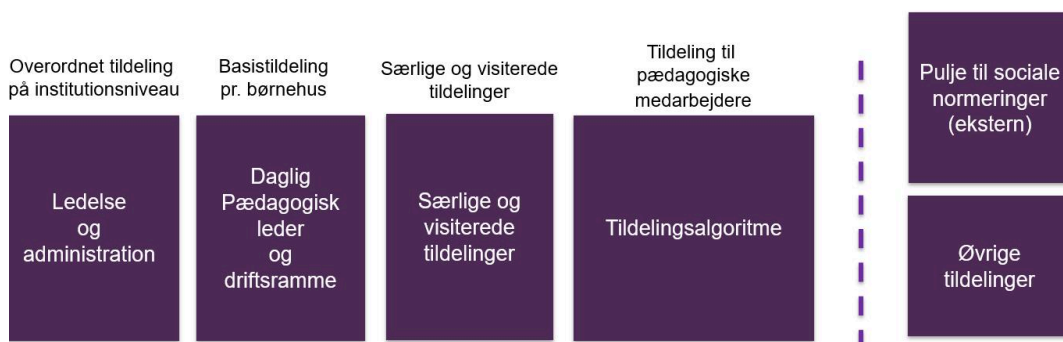 Overordnet tildeling
på institutionsniveau
Ledelse
og
administration
Basistildeling
pr. børnehus
Daglig
Pædagogisk
leder
og
driftsramme
Særlige og visiterede
tildelinger
Særlige og
visiterede
tildelinger
Tildeling til
pædagogiske
medarbejdere
Tildelingsalgoritme
Pulje til sociale
normeringer
(ekstern)
Øvrige
tildelinger